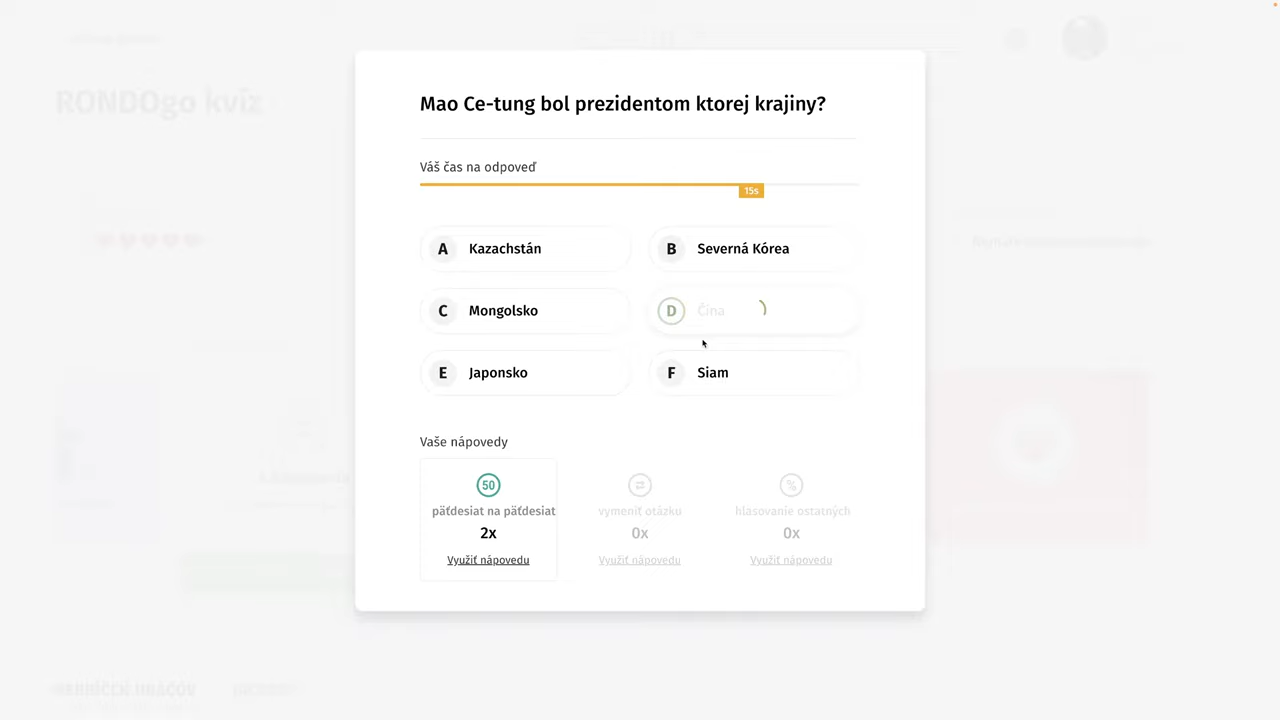 RONDOgo kvíz
Mao Ce-tung bol prezidentom ktorej krajiny?
Váš čas na odpoveď
15s
A Kazachstán
B Severná Kórea
C Mongolsko
D Čína
E Japonsko
F Siam
Vaše nápovedy
50
päťdesiat na päťdesiat
2x
Využiť nápovedu
vymeniť otázku
0x
Využiť nápovedu
%
hlasovanie ostatných
0x
Využiť nápovedu